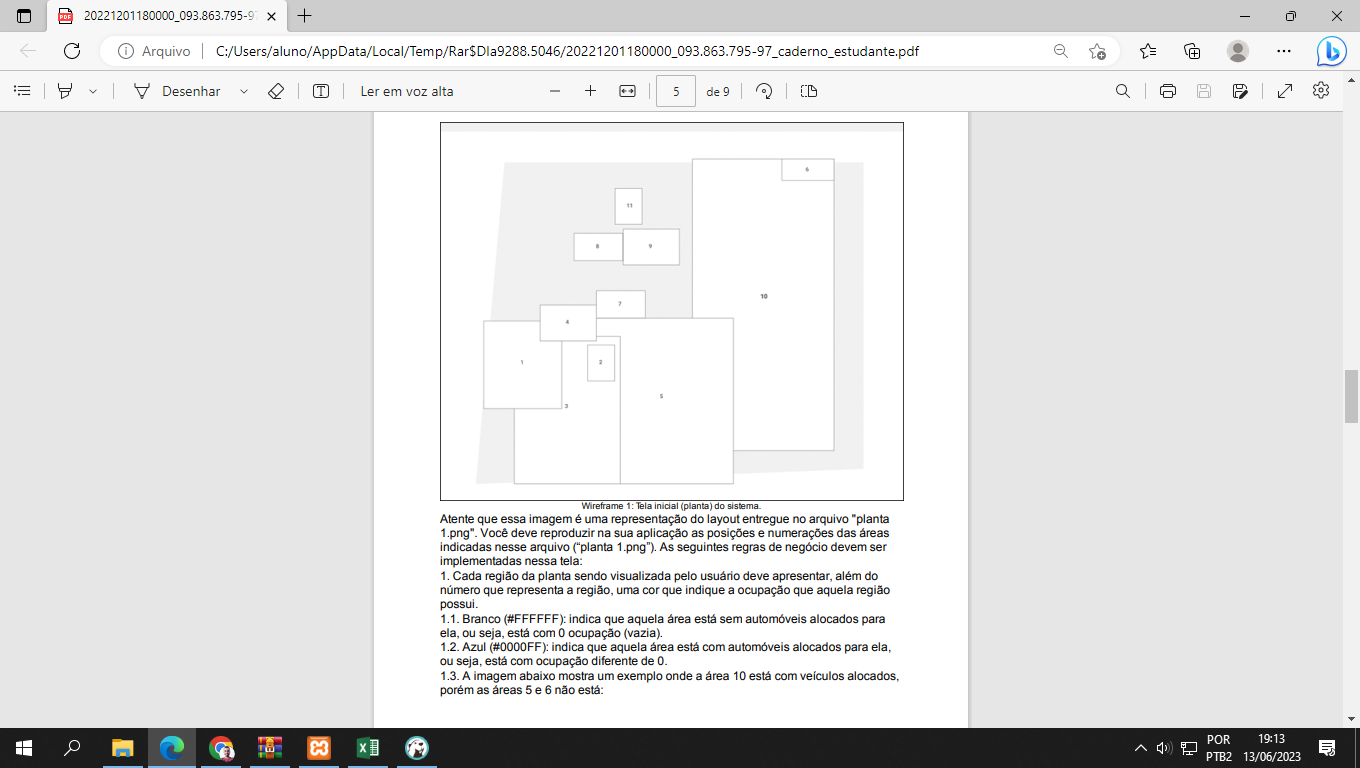 20221201180000_093.863.795-97
Arquivo
C:/Users/aluno/AppData/Local/Temp/Rar$DIa9288.5046/20221201180000_093.863.795-97_caderno_estudante.pdf
Desenhar
Ler em voz alta
5
de 9
6
11
8
9
10
7
4
1
2
3
5
Wireframe 1: Tela inicial (planta) do sistema.
Atente que essa imagem é uma representação do layout entregue no arquivo "planta
1.png". Você deve reproduzir na sua aplicação as posições e numerações das áreas
indicadas nesse arquivo (“planta 1.png”). As seguintes regras de negócio devem ser
implementadas nessa tela:
1. Cada região da planta sendo visualizada pelo usuário deve apresentar, além do
número que representa a região, uma cor que indique a ocupação que aquela região
possui.
1.1. Branco (#FFFFFF): indica que aquela área está sem automóveis alocados para
ela, ou seja, está com 0 ocupação (vazia).
1.2. Azul (#0000FF): indica que aquela área está com automóveis alocados para ela,
ou seja, está com ocupação diferente de 0.
1.3. A imagem abaixo mostra um exemplo onde a área 10 está com veículos alocados,
porém as áreas 5 e 6 não está:
POR
PTB2
19:13
13/06/2023